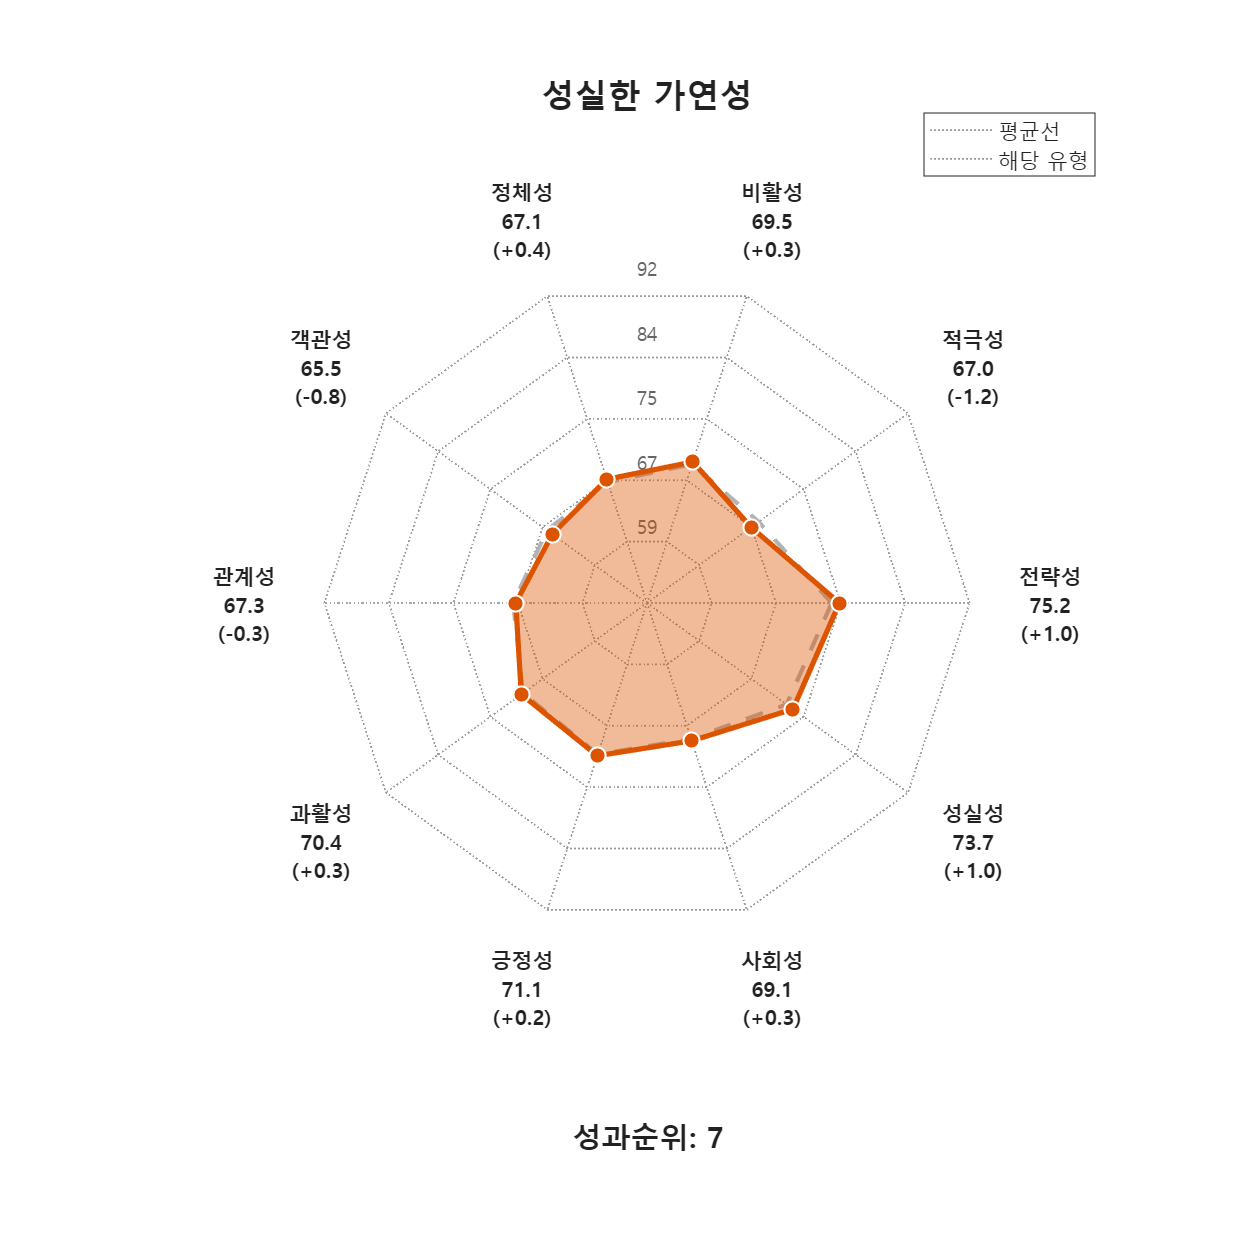 성실한 가연성
평균선
해당 유형
정체성
67.1
(+0.4)
비활성
69.5
(+0.3)
객관성
65.5
(-0.8)
적극성
67.0
(-1.2)
관계성
67.3
(-0.3)
전략성
75.2
(+1.0)
과활성
70.4
(+0.3)
성실성
73.7
(+1.0)
긍정성
71.1
(+0.2)
사회성
69.1
(+0.3)
92
84
75
67
59
성과순위: 7